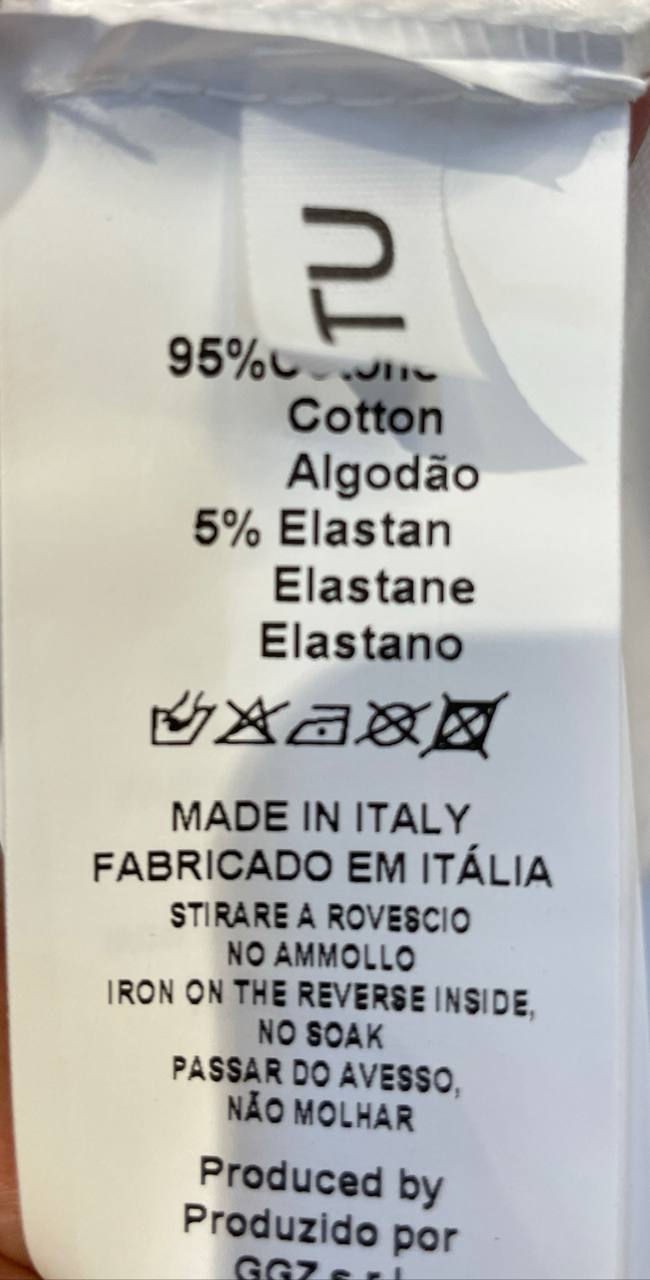 TU
95%
Cotton
Algodão
5% Elastan
Elastane
Elastano
MADE IN ITALY
FABRICADO EM ITÁLIA
STIRARE A ROVESCIO
NO AMMOLLO
IRON ON THE REVERSE INSIDE,
NO SOAK
PASSAR DO AVESSO,
NÃO MOLHAR
Produced by
Produzido por
GGZ s.r.l